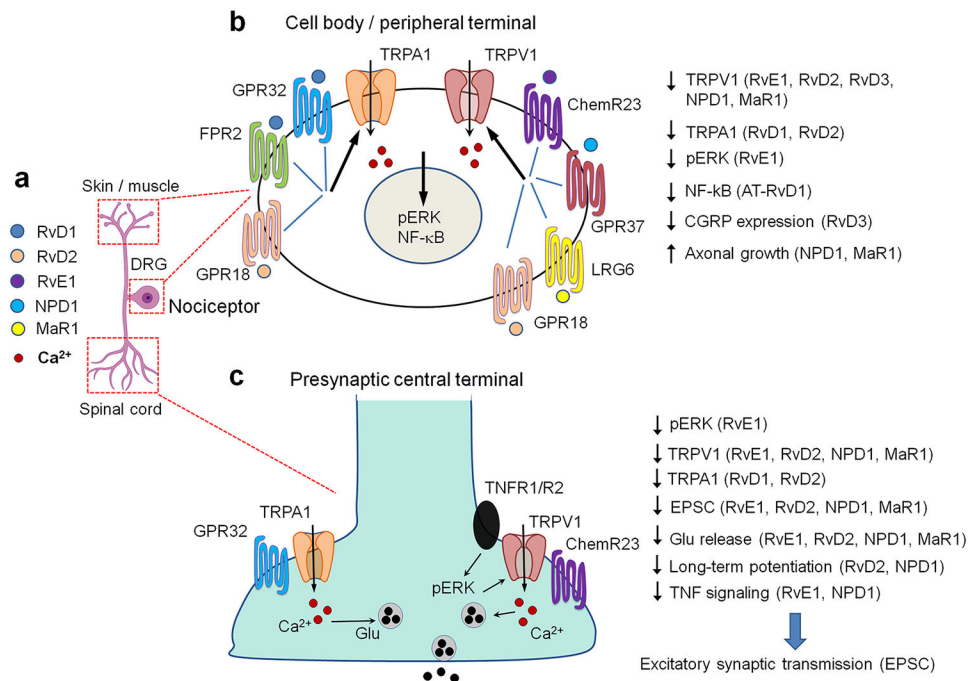 b
Cell body / peripheral terminal
TRPA1
TRPV1
GPR32
FPR2
GPR18
ChemR23
GPR37
LRG6
GPR18
pERK
NF-κB
↓ TRPV1 (RvE1, RvD2, RvD3,
NPD1, MaR1)
↓ TRPA1 (RvD1, RvD2)
↓ pERK (RvE1)
↓ NF-kB (AT-RvD1)
↓ CGRP expression (RvD3)
↑ Axonal growth (NPD1, MaR1)
a
Skin / muscle
DRG
Nociceptor
Spinal cord
RvD1
RvD2
RvE1
NPD1
MaR1
Ca²⁺
c
Presynaptic central terminal
TNFR1/R2
TRPA1
TRPV1
GPR32
ChemR23
pERK
Ca²⁺
Glu
Ca²⁺
↓ pERK (RvE1)
↓ TRPV1 (RvE1, RvD2, NPD1, MaR1)
↓ TRPA1 (RvD1, RvD2)
↓ EPSC (RvE1, RvD2, NPD1, MaR1)
↓ Glu release (RvE1, RvD2, NPD1, MaR1)
↓ Long-term potentiation (RvD2, NPD1)
↓ TNF signaling (RvE1, NPD1)
Excitatory synaptic transmission (EPSC)